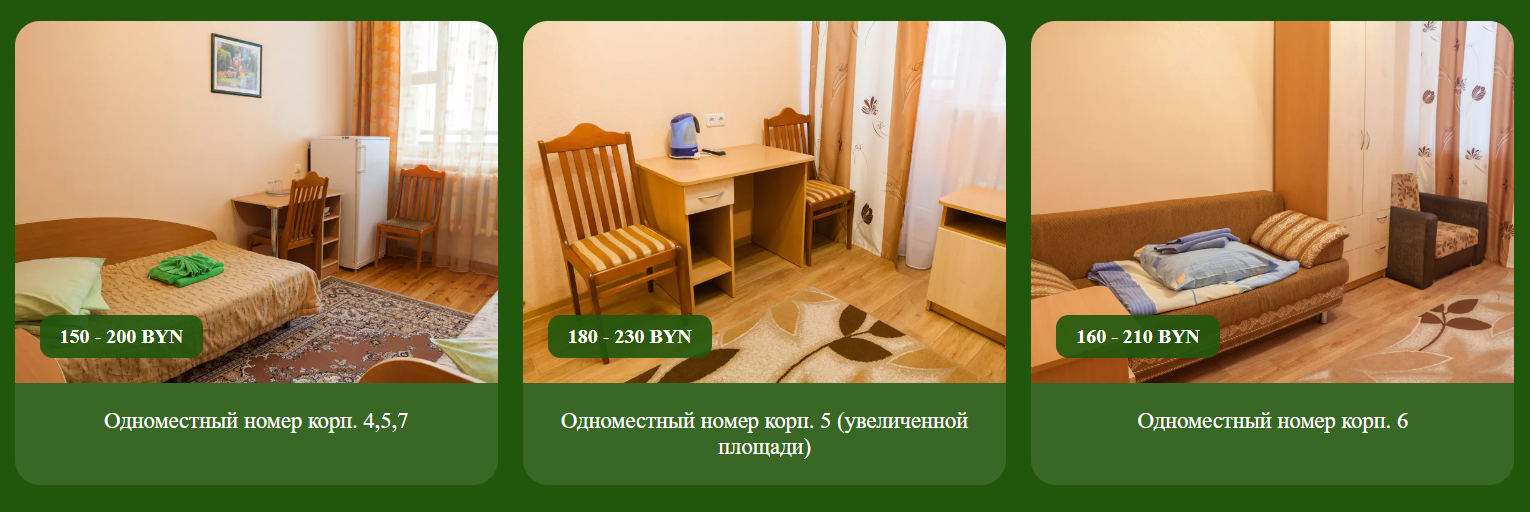 150 - 200 BYN
180 - 230 BYN
160 - 210 BYN
Одноместный номер корп. 4,5,7
Одноместный номер корп. 5 (увеличенной
площади)
Одноместный номер корп. 6